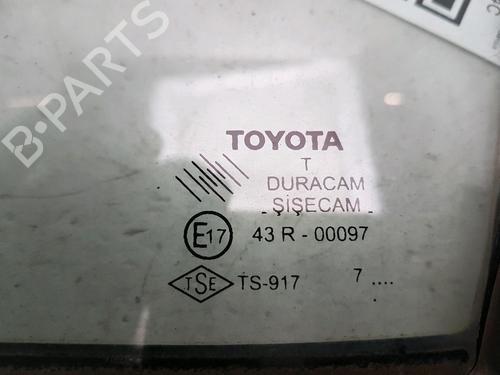 B-PARTS
TOYOTA
T
DURACAM
ŞİŞECAM
E17 43 R - 00097
TSE TS-917 7 ....
.